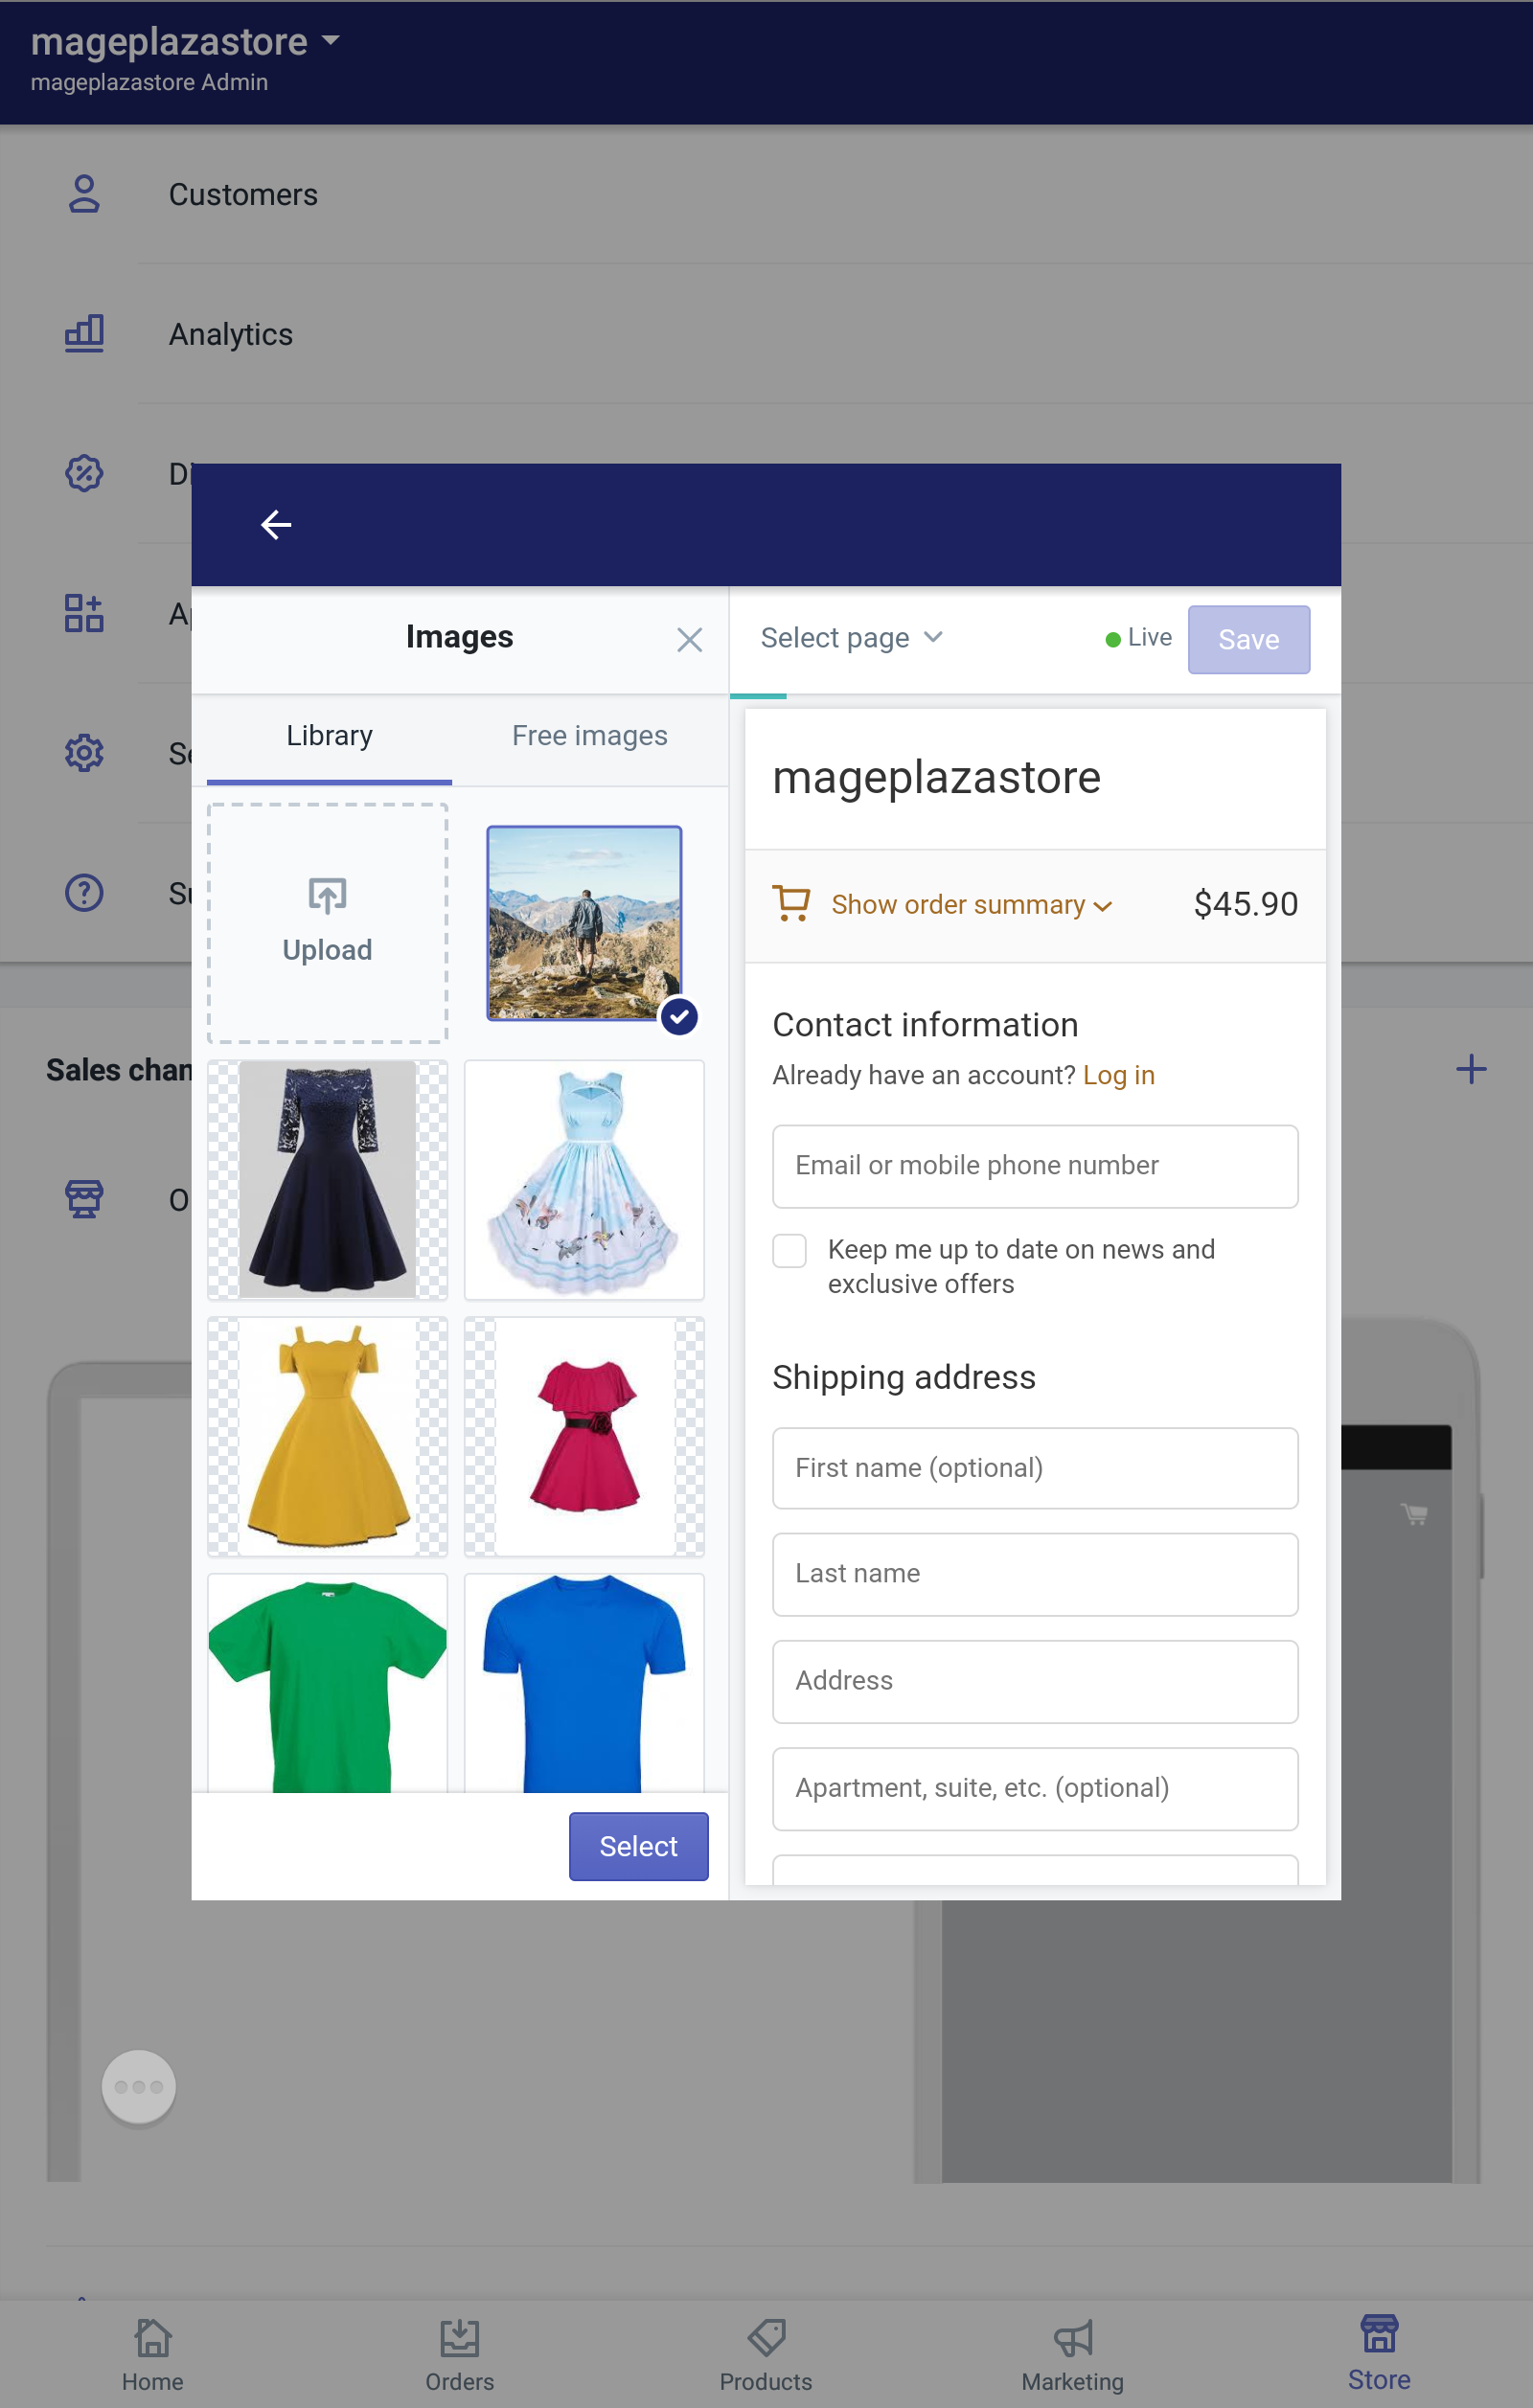 mageplazastore
mageplazastore Admin
Customers
Analytics
Images
Select page
Live
Save
Library
Free images
Upload
mageplazastore
Show order summary
$45.90
Contact information
Already have an account? Log in
Email or mobile phone number
Keep me up to date on news and
exclusive offers
Shipping address
First name (optional)
Last name
Address
Apartment, suite, etc. (optional)
Select
Sales
Home
Orders
Products
Marketing
Store